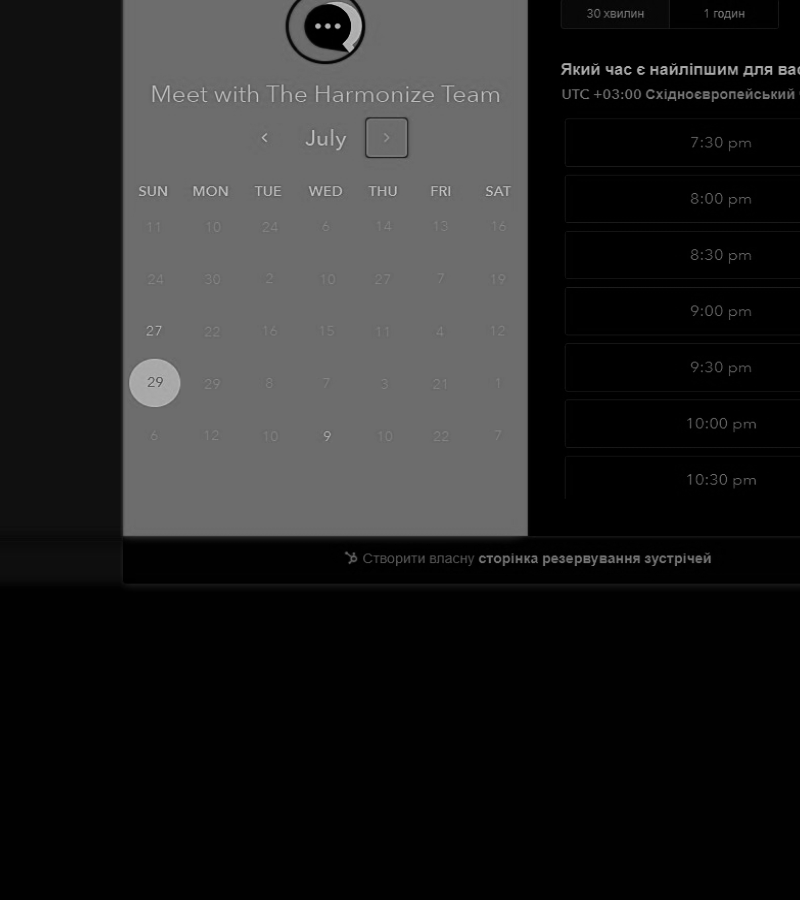 30 хвилин 1 годин
Meet with The Harmonize Team
July
SUN MON TUE WED THU FRI SAT
11 10 24 6 14 13 16
24 30 2 10 27 7 19
27 22 16 15 11 4 12
29 29 8 7 3 21 1
6 12 10 9 10 22 7
Який час є найліпшим для вас
UTC +03:00 Східноєвропейський
7:30 pm
8:00 pm
8:30 pm
9:00 pm
9:30 pm
10:00 pm
10:30 pm
Створити власну сторінка резервування зустрічей